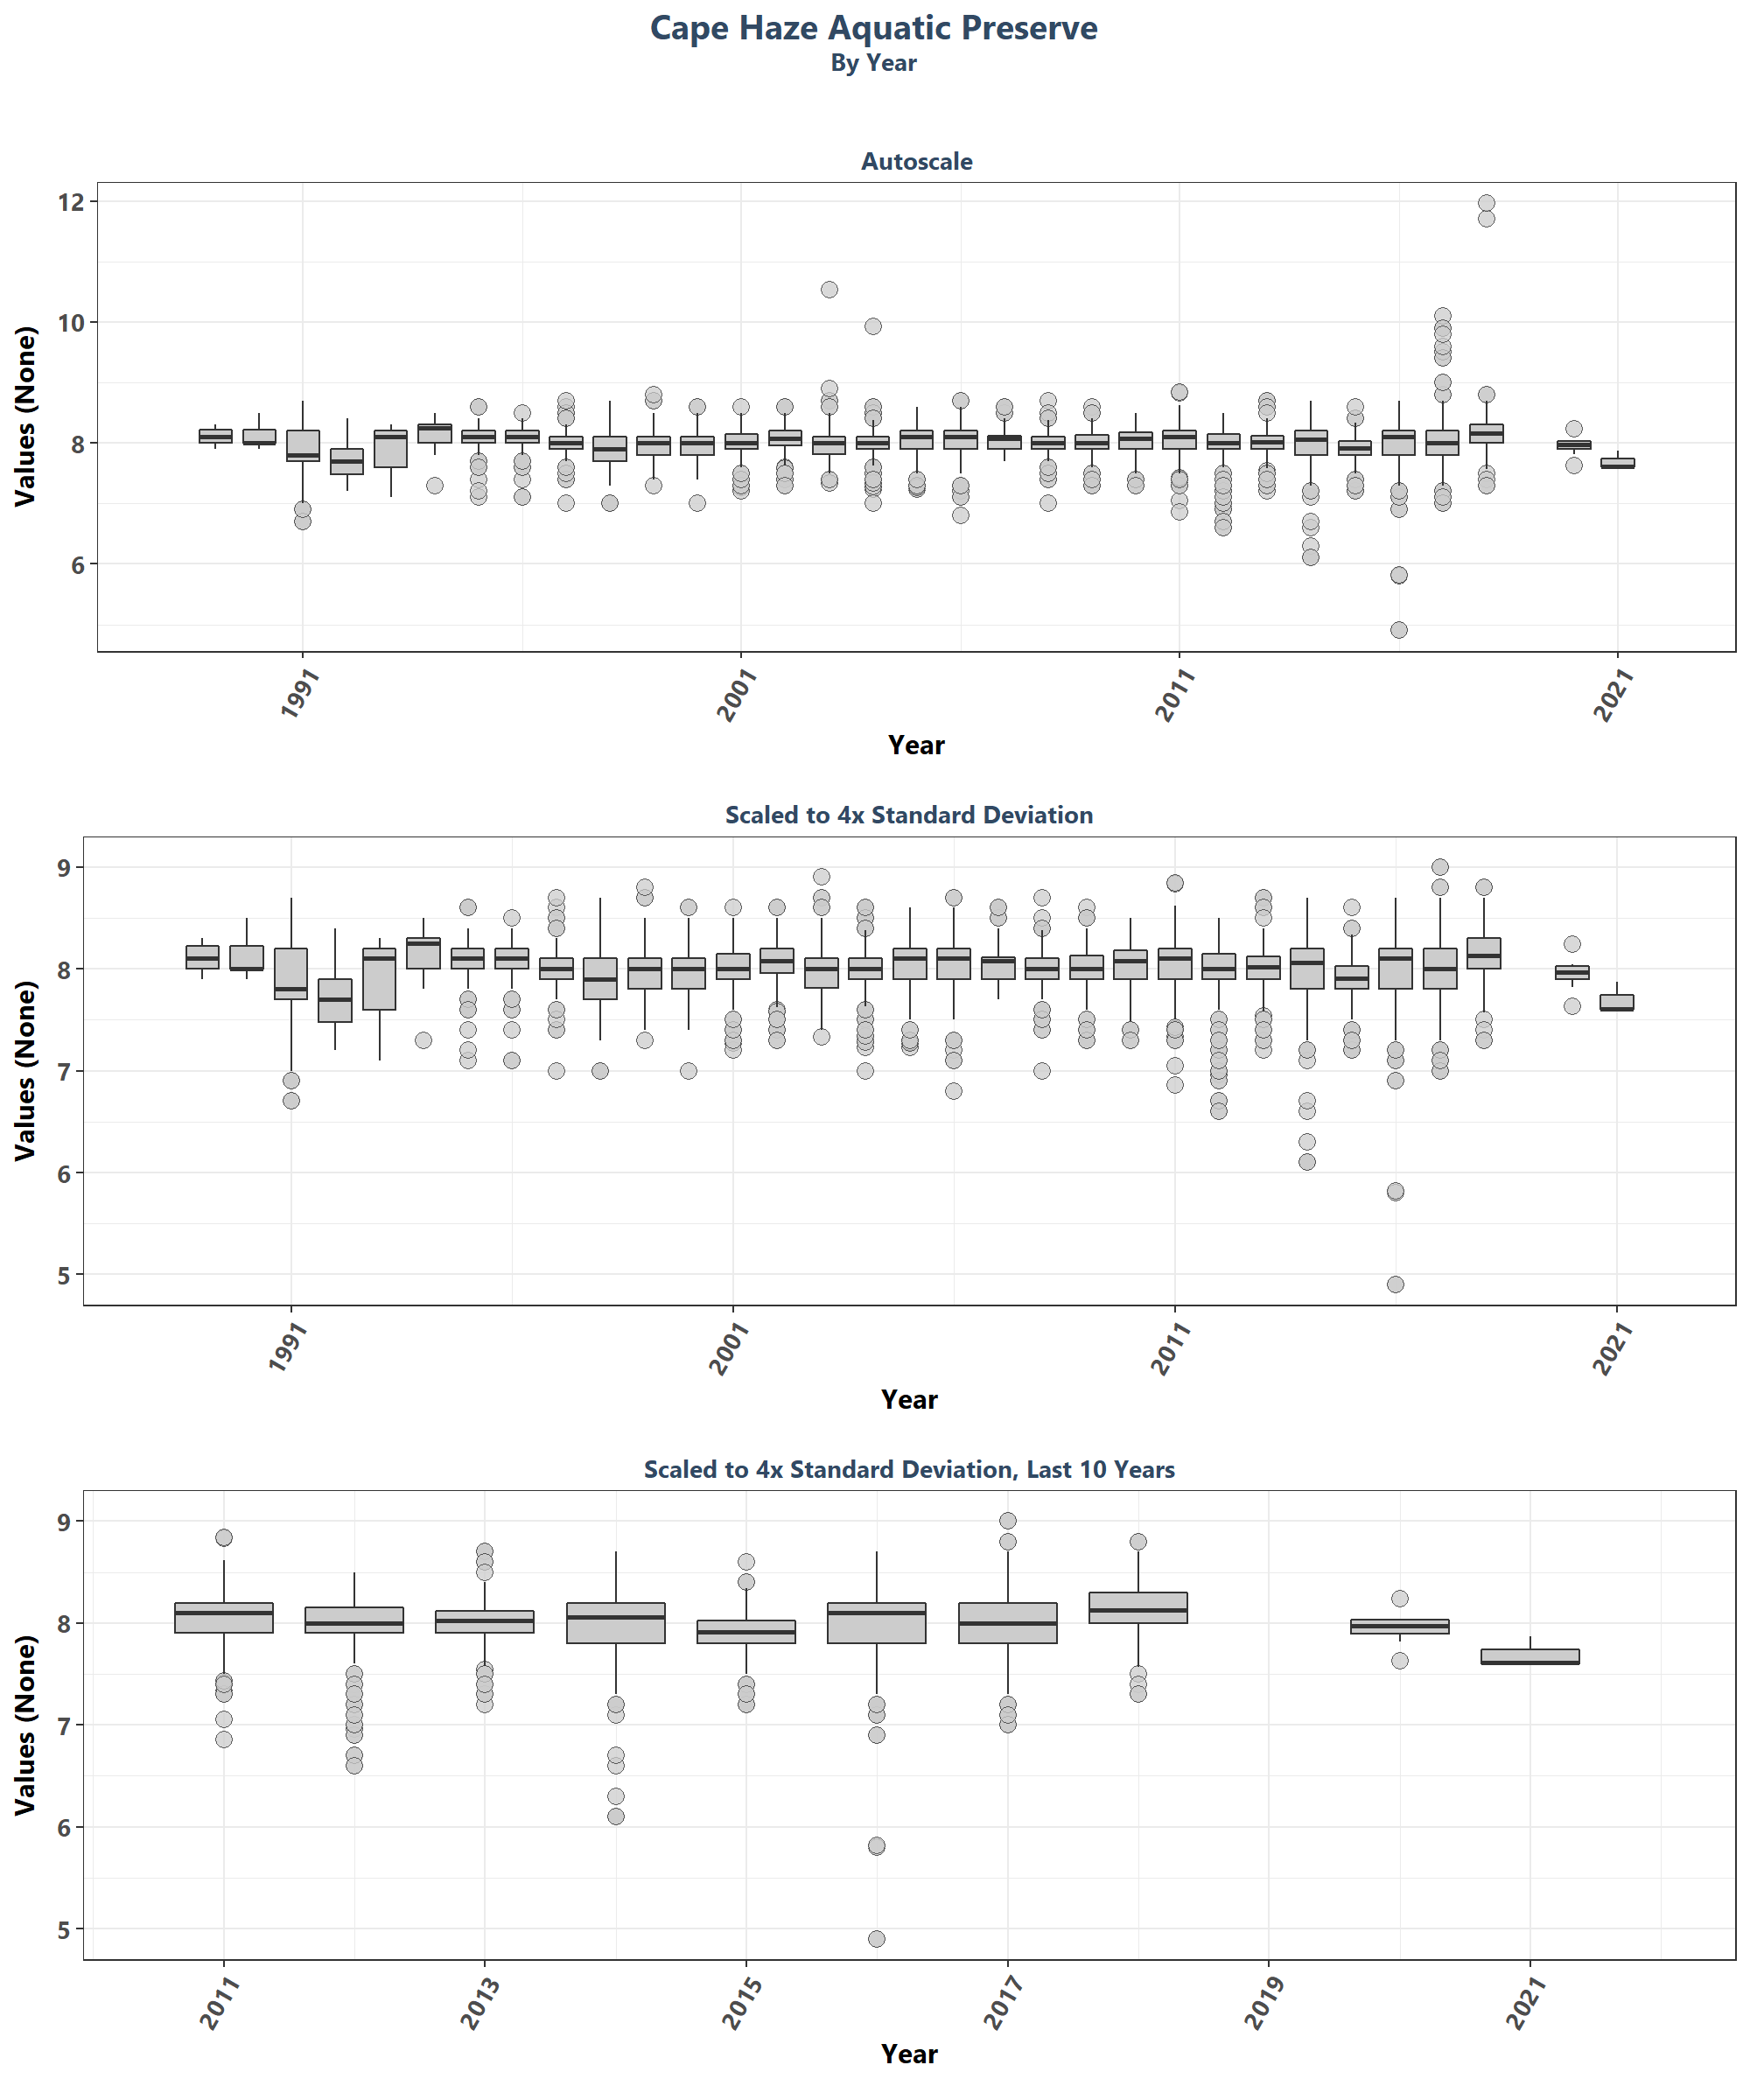 Cape Haze Aquatic Preserve
By Year
Autoscale
Values (None)
12
10
8
6
1991
2001
2011
2021
Year
Scaled to 4x Standard Deviation
Values (None)
9
8
7
6
5
1991
2001
2011
2021
Year
Scaled to 4x Standard Deviation, Last 10 Years
Values (None)
9
8
7
6
5
2011
2013
2015
2017
2019
2021
Year